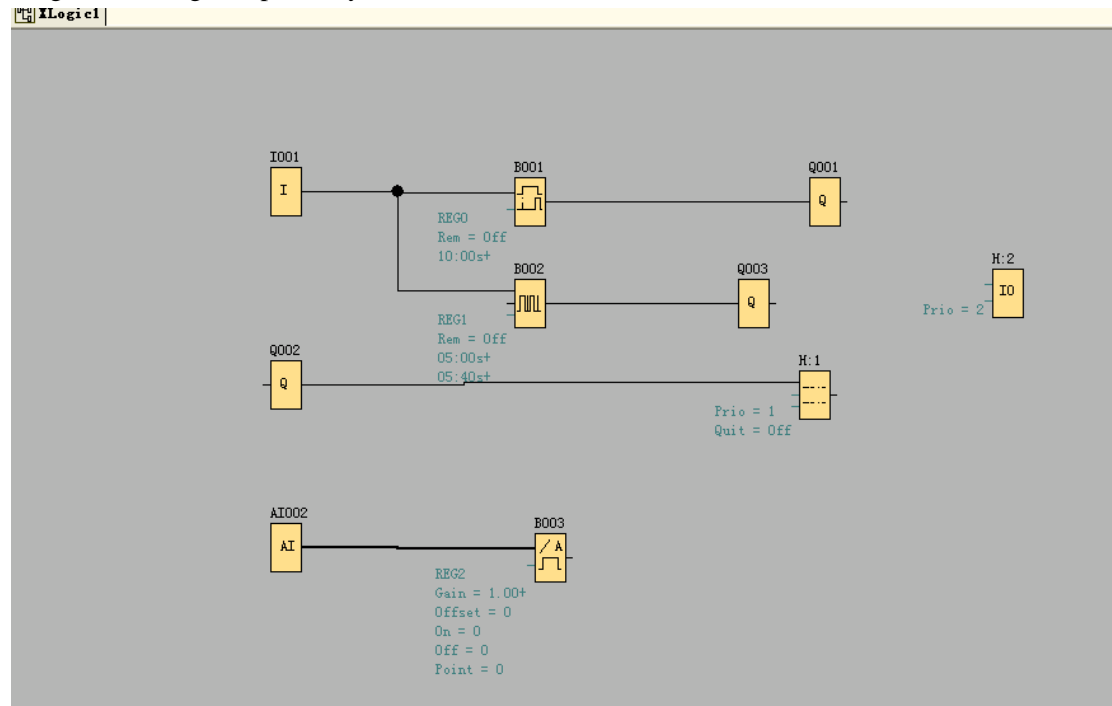 XLogic1
I001
I
B001
REG0
Rem = Off
10:00s+
Q001
Q
B002
REG1
Rem = Off
05:00s+
05:40s+
Q003
Q
H:2
IO
Prio = 2
Q002
Q
H:1
Prio = 1
Quit = Off
AI002
AI
B003
/A
REG2
Gain = 1.00+
Offset = 0
On = 0
Off = 0
Point = 0